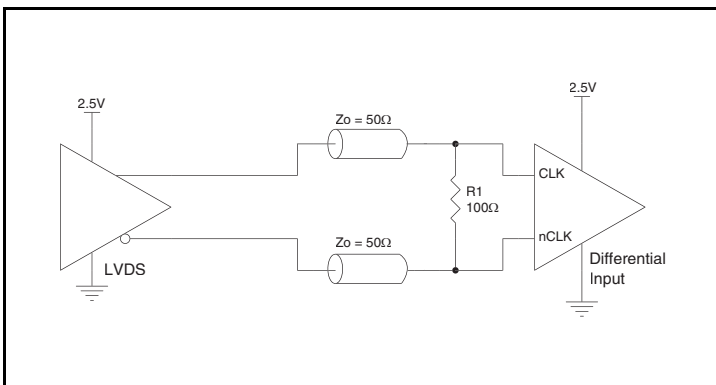 2.5V
2.5V
Zo = 50Ω
CLK
R1
100Ω
Zo = 50Ω
nCLK
LVDS
Differential
Input